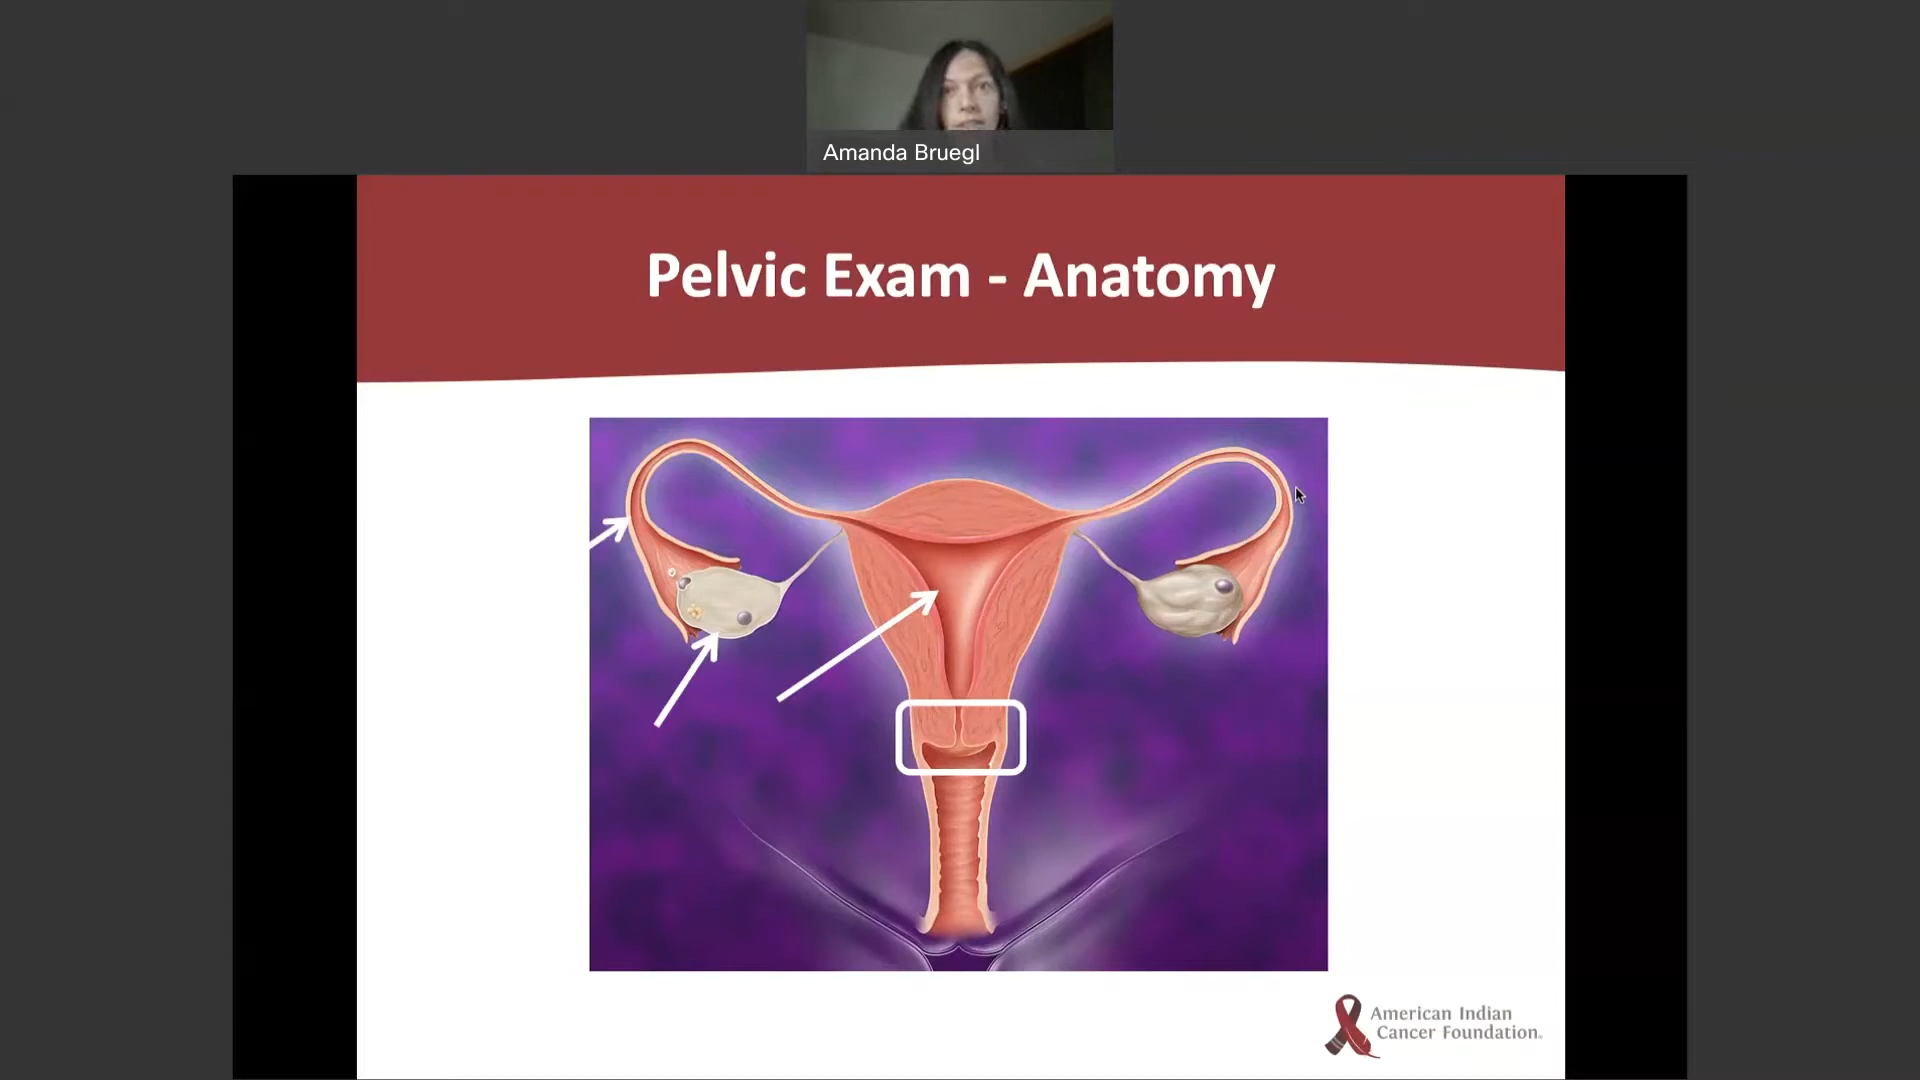 Amanda Bruegl
Pelvic Exam - Anatomy
American Indian
Cancer Foundation.